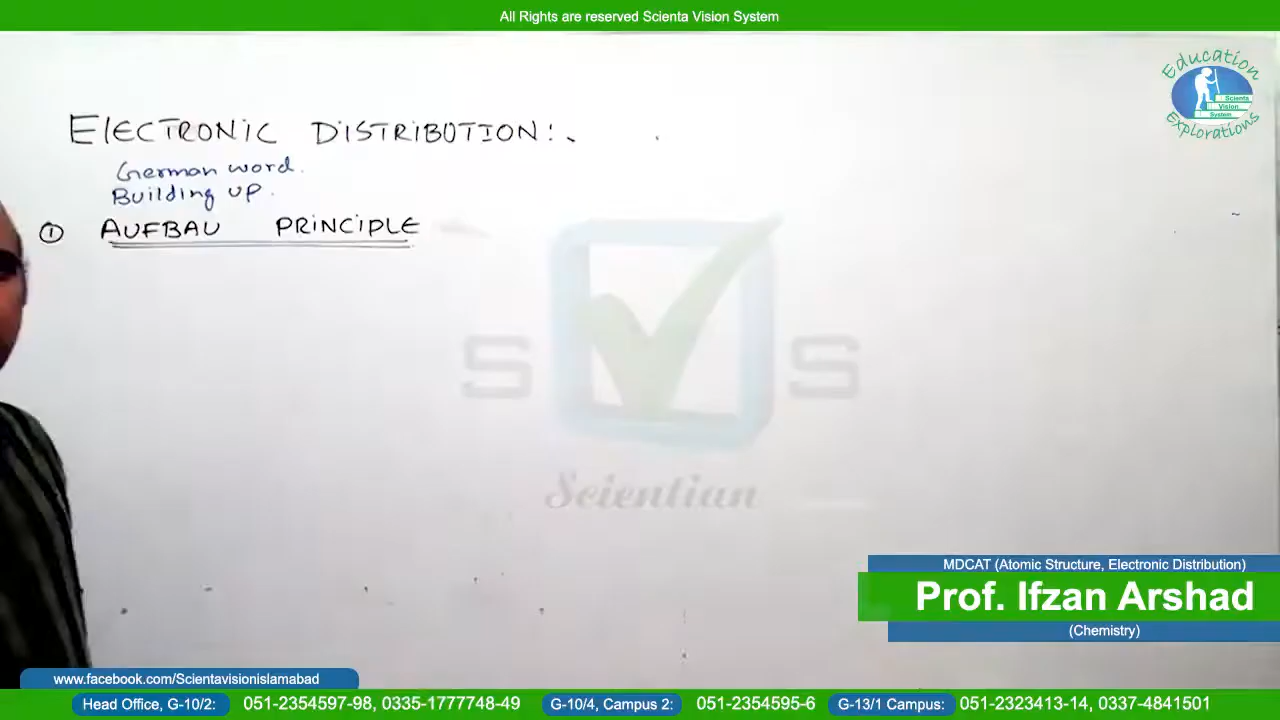 All Rights are reserved Scienta Vision System
Education
Scienta
Vision
System
Explorations
ELECTRONIC DISTRIBUTION:-
German word.
Building up.
① AUFBAU PRINCIPLE
S S
Scientian
MDCAT (Atomic Structure, Electronic Distribution)
Prof. Ifzan Arshad
(Chemistry)
www.facebook.com/Scientavisionislamabad
Head Office, G-10/2: 051-2354597-98, 0335-1777748-49 G-10/4, Campus 2: 051-2354595-6 G-13/1 Campus: 051-2323413-14, 0337-4841501